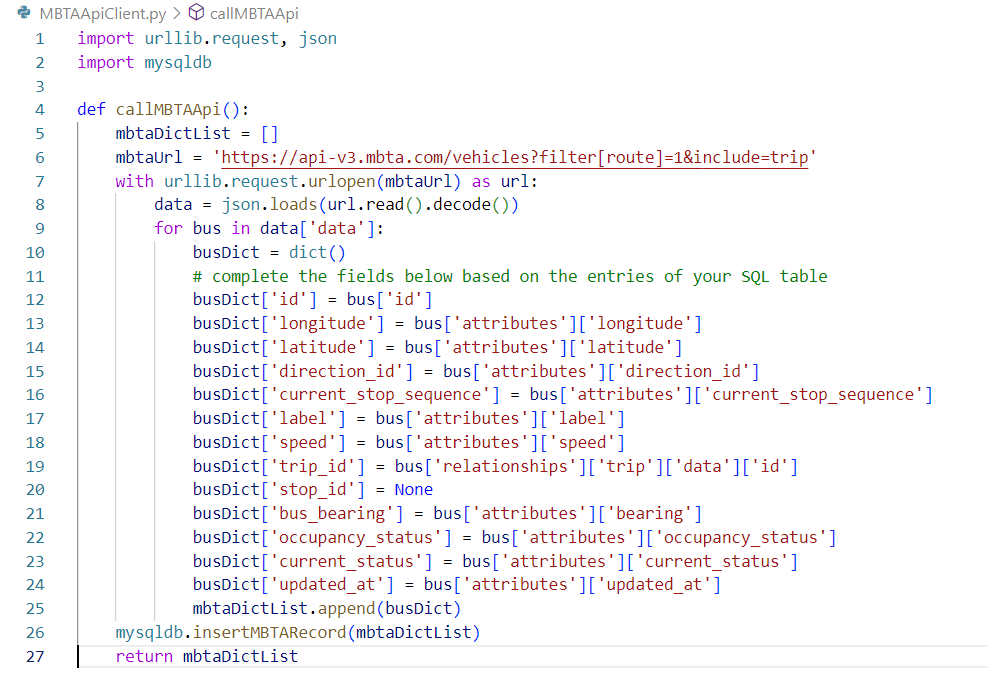 MBTAApiClient.py > callMBTAApi
1 import urllib.request, json
2 import mysqldb
3
4 def callMBTAApi():
5     mbtaDictList = []
6     mbtaUrl = 'https://api-v3.mbta.com/vehicles?filter[route]=1&include=trip'
7     with urllib.request.urlopen(mbtaUrl) as url:
8         data = json.loads(url.read().decode())
9         for bus in data['data']:
10             busDict = dict()
11             # complete the fields below based on the entries of your SQL table
12             busDict['id'] = bus['id']
13             busDict['longitude'] = bus['attributes']['longitude']
14             busDict['latitude'] = bus['attributes']['latitude']
15             busDict['direction_id'] = bus['attributes']['direction_id']
16             busDict['current_stop_sequence'] = bus['attributes']['current_stop_sequence']
17             busDict['label'] = bus['attributes']['label']
18             busDict['speed'] = bus['attributes']['speed']
19             busDict['trip_id'] = bus['relationships']['trip']['data']['id']
20             busDict['stop_id'] = None
21             busDict['bus_bearing'] = bus['attributes']['bearing']
22             busDict['occupancy_status'] = bus['attributes']['occupancy_status']
23             busDict['current_status'] = bus['attributes']['current_status']
24             busDict['updated_at'] = bus['attributes']['updated_at']
25             mbtaDictList.append(busDict)
26     mysqldb.insertMBTARecord(mbtaDictList)
27     return mbtaDictList